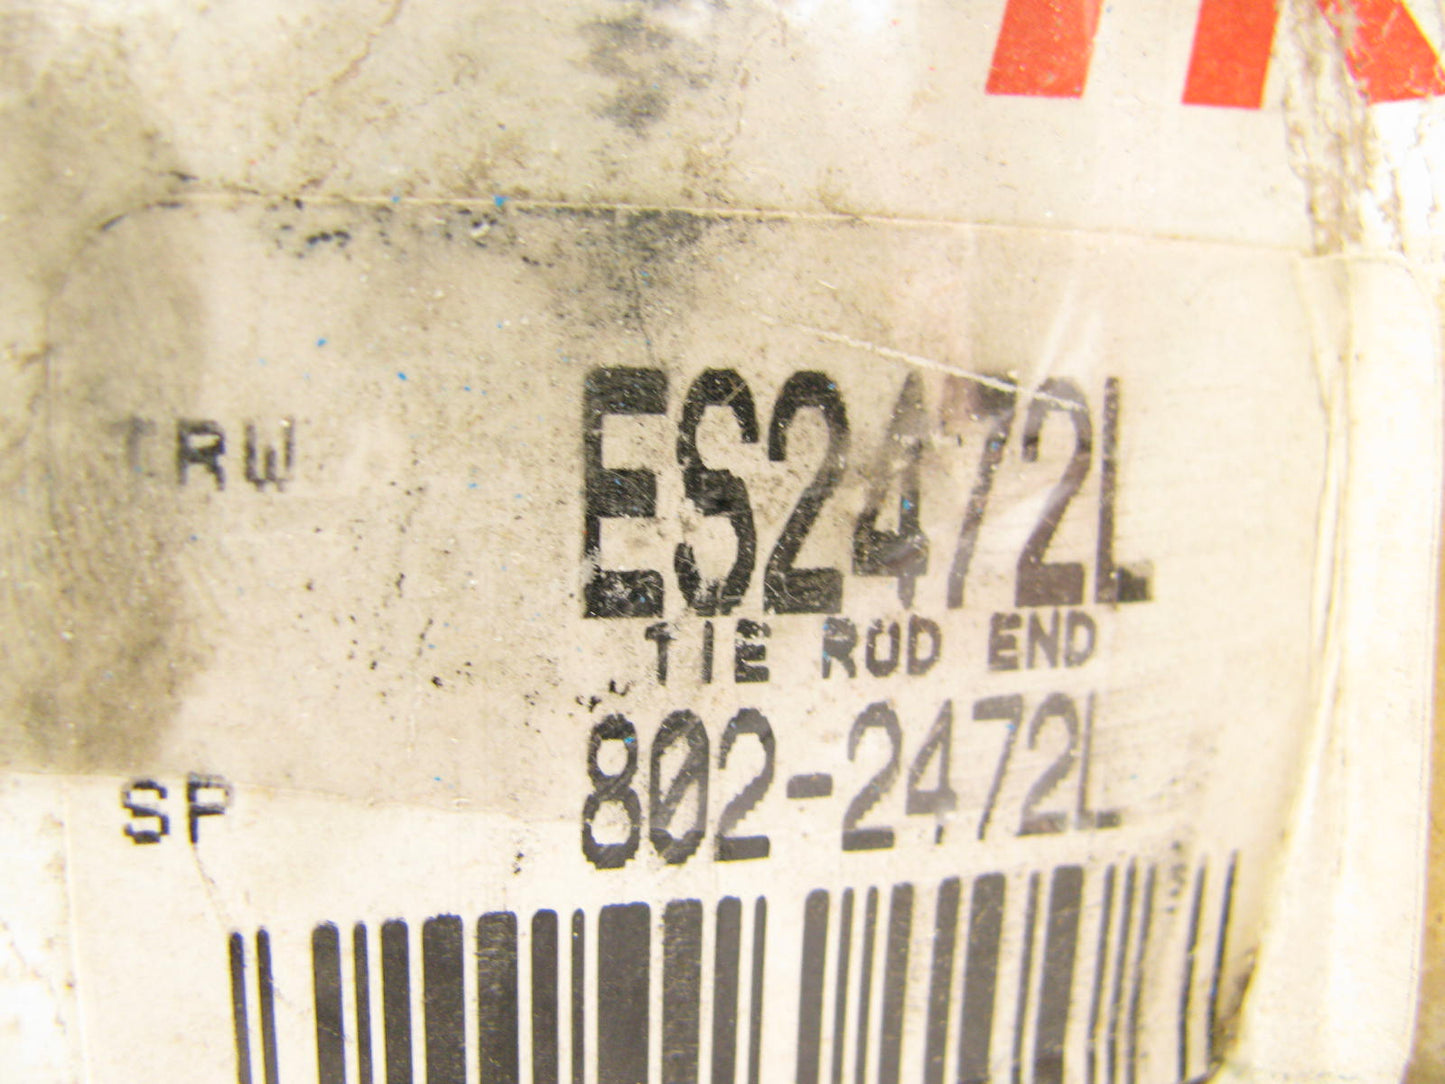 TRW
ES2472L
TIE ROD END
802-2472L
SP